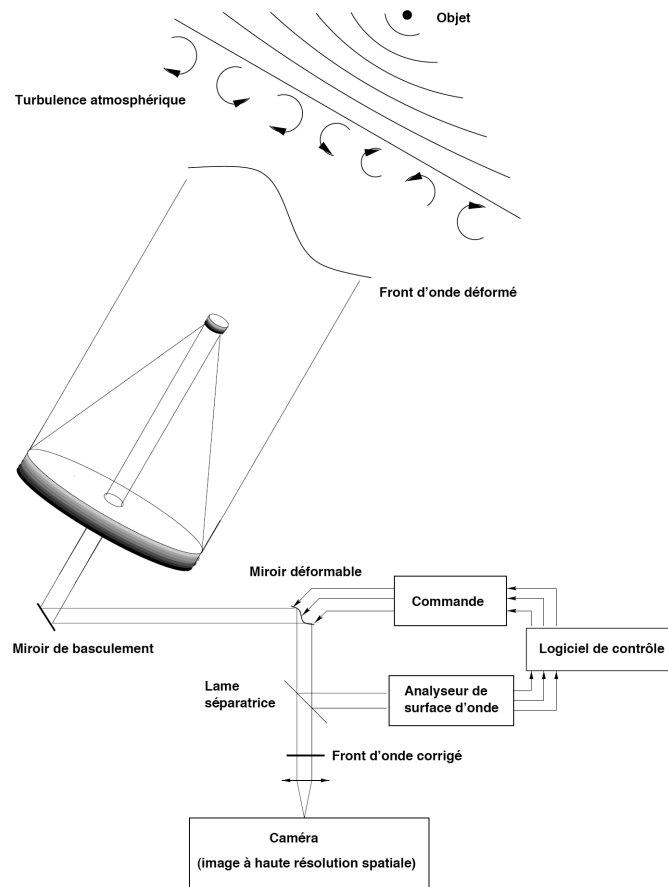 Objet
Turbulence atmosphérique
Front d'onde déformé
Miroir déformable
Commande
Miroir de basculement
Logiciel de contrôle
Lame
séparatrice
Analyseur de
surface d'onde
Front d'onde corrigé
Caméra
(image à haute résolution spatiale)